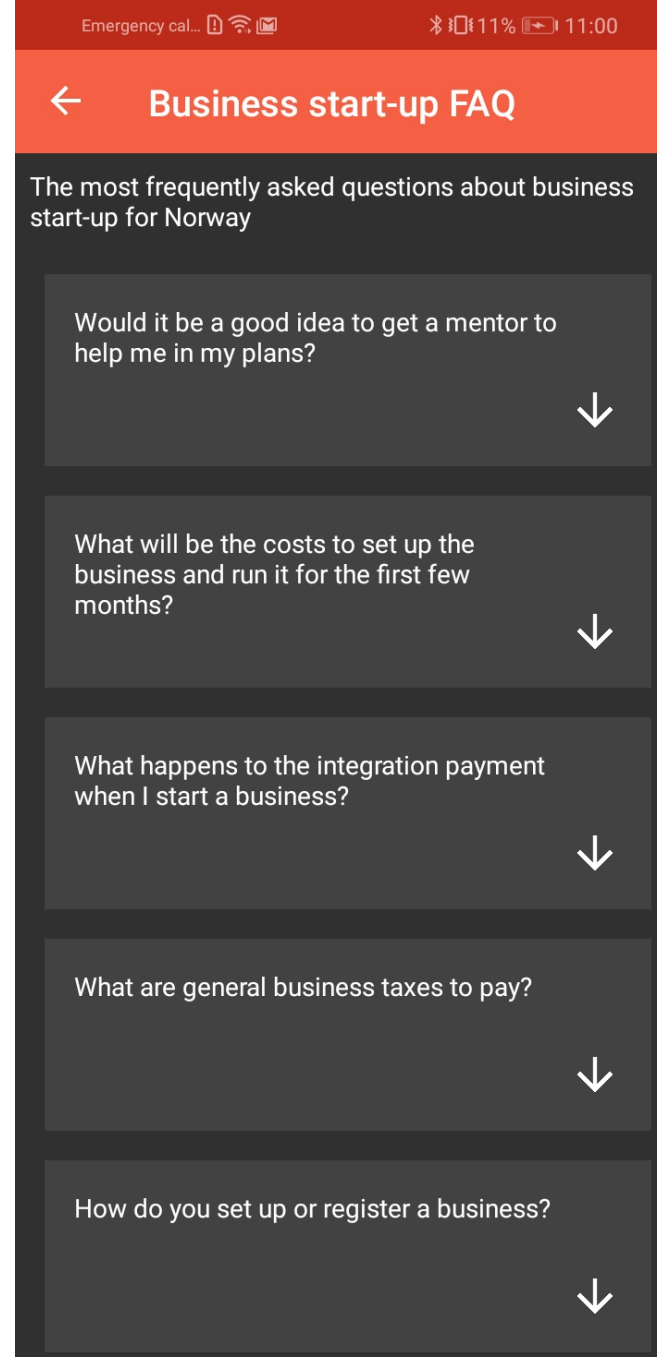 Emergency cal... 11% 11:00
Business start-up FAQ
The most frequently asked questions about business
start-up for Norway
Would it be a good idea to get a mentor to
help me in my plans?
What will be the costs to set up the
business and run it for the first few
months?
What happens to the integration payment
when I start a business?
What are general business taxes to pay?
How do you set up or register a business?